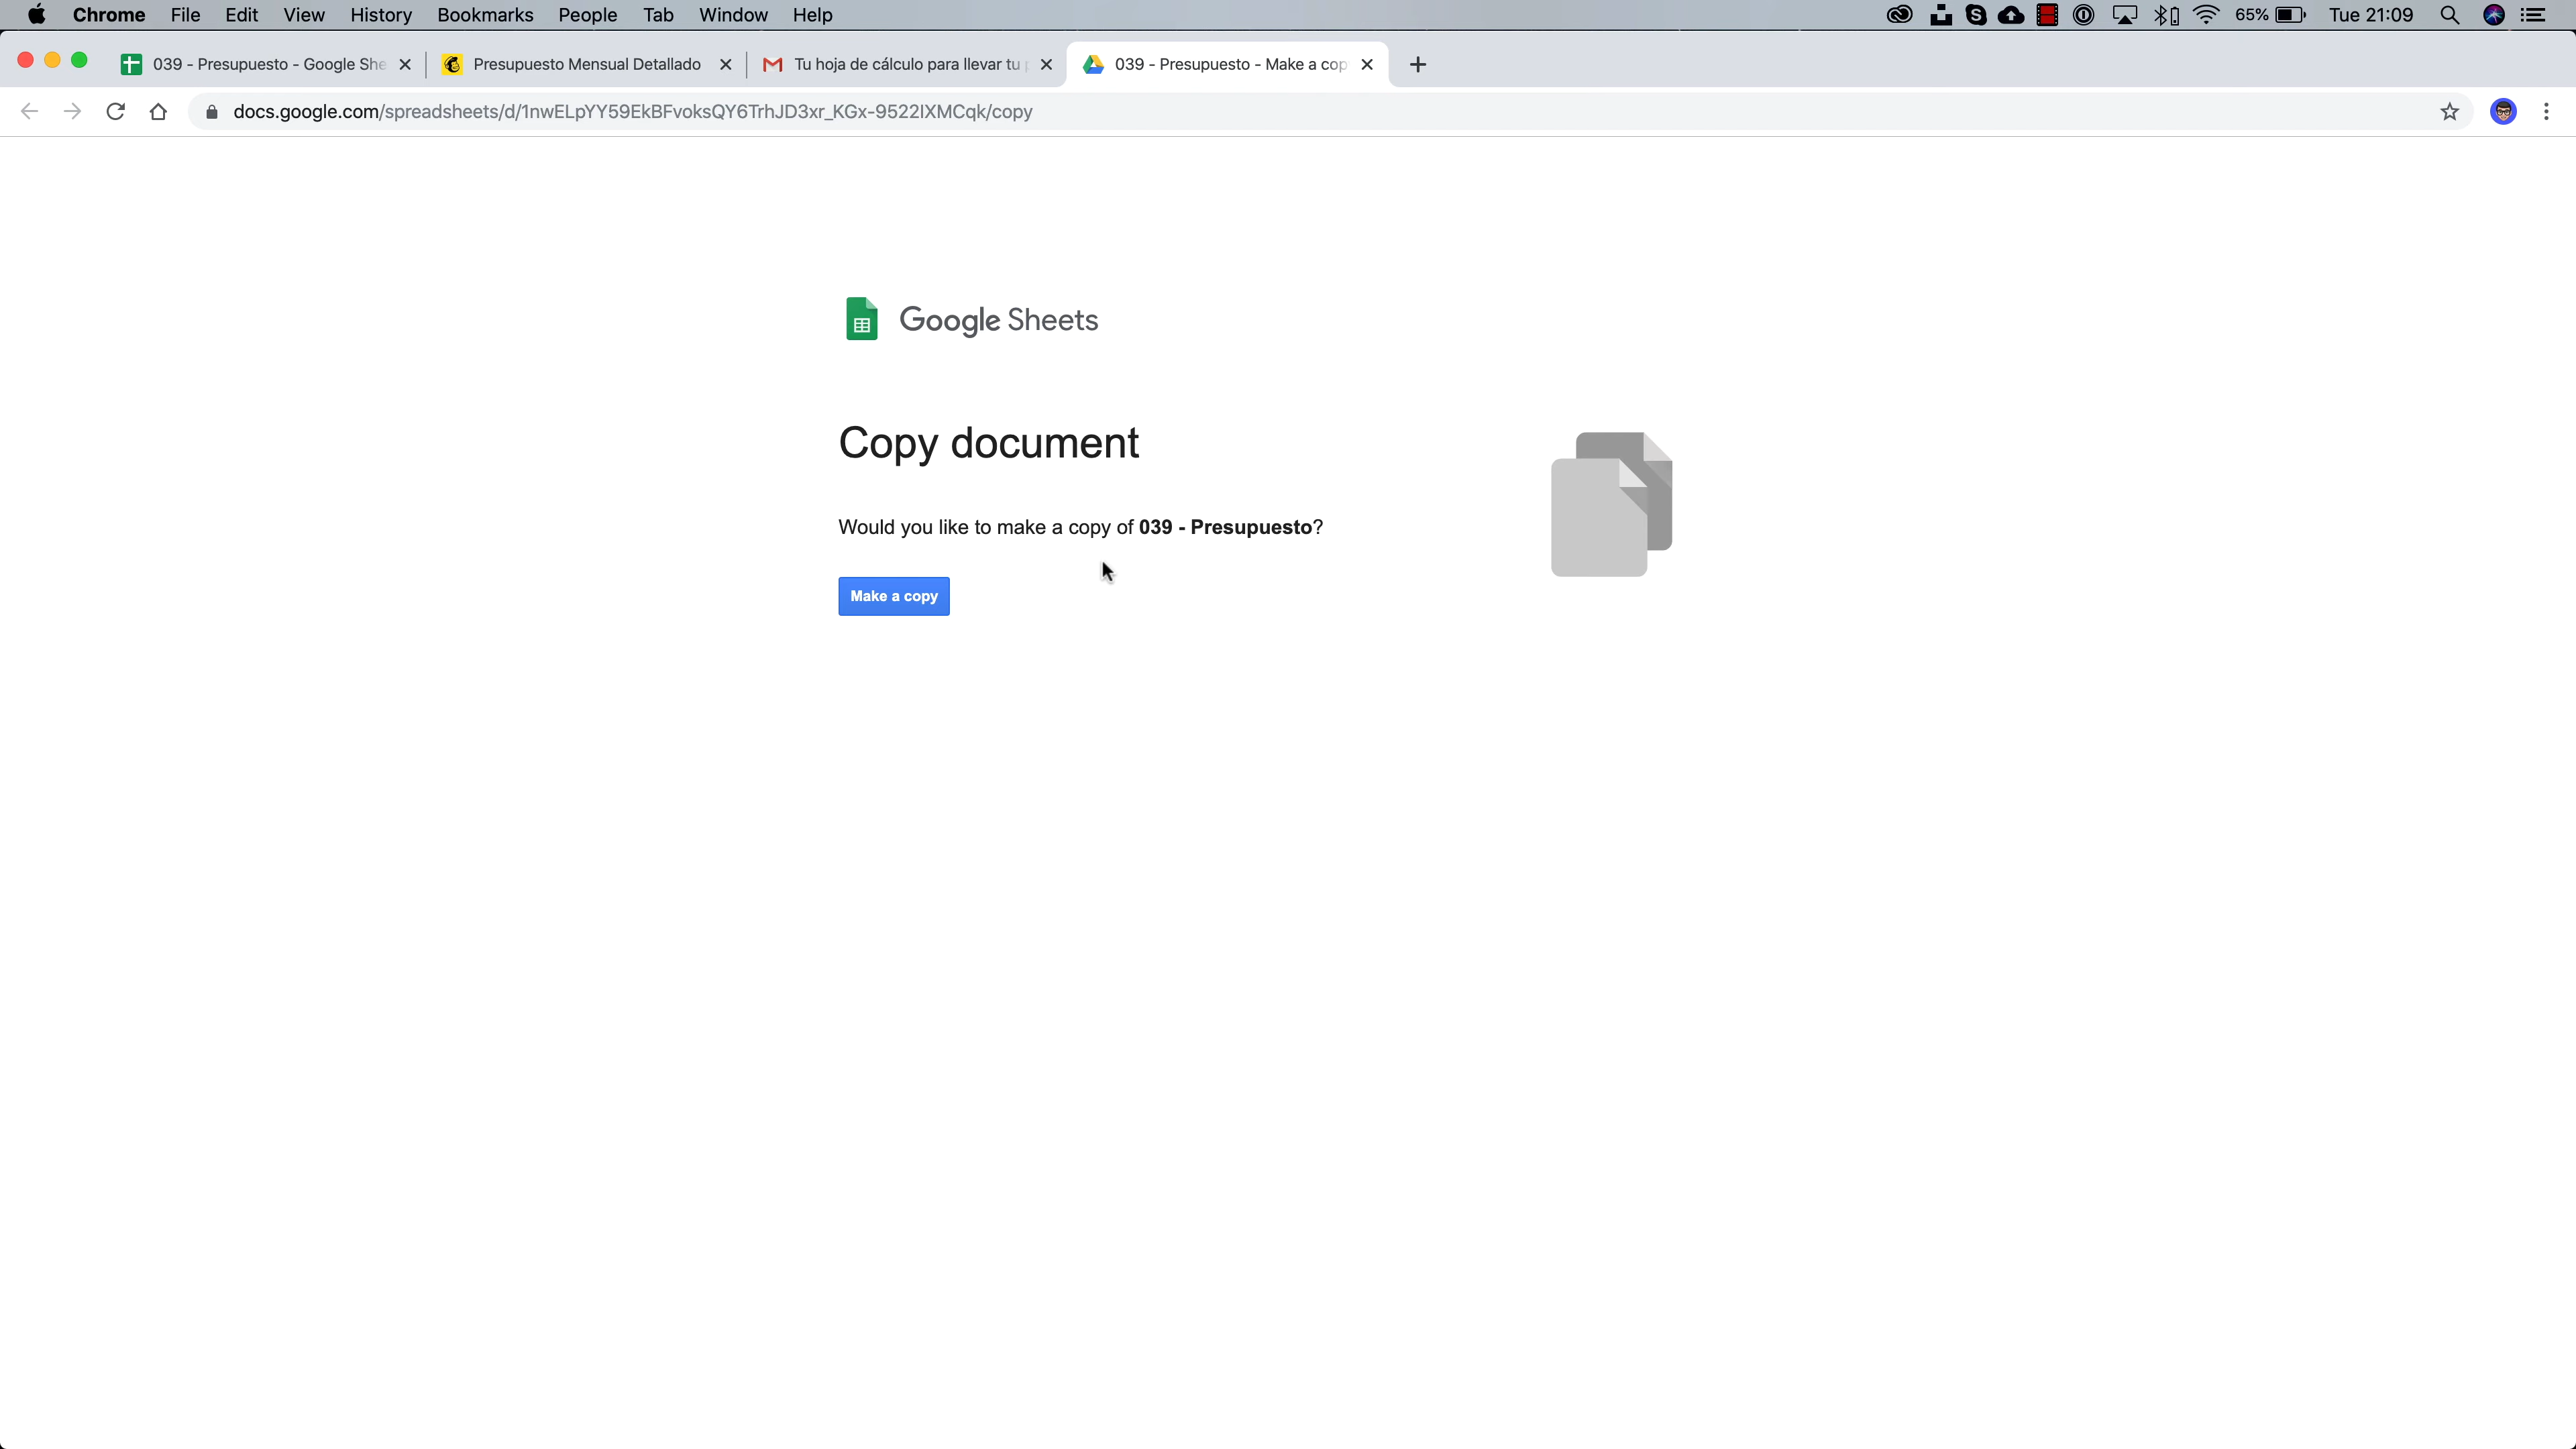 Chrome File Edit View History Bookmarks People Tab Window Help 65% Tue 21:09
039 - Presupuesto - Google She Presupuesto Mensual Detallado Tu hoja de cálculo para llevar tu 039 - Presupuesto - Make a cop
docs.google.com/spreadsheets/d/1nwELpYY59EkBFvoksQY6TrhJD3xr_KGx-9522IXMCqk/copy
Google Sheets
Copy document
Would you like to make a copy of 039 - Presupuesto?
Make a copy